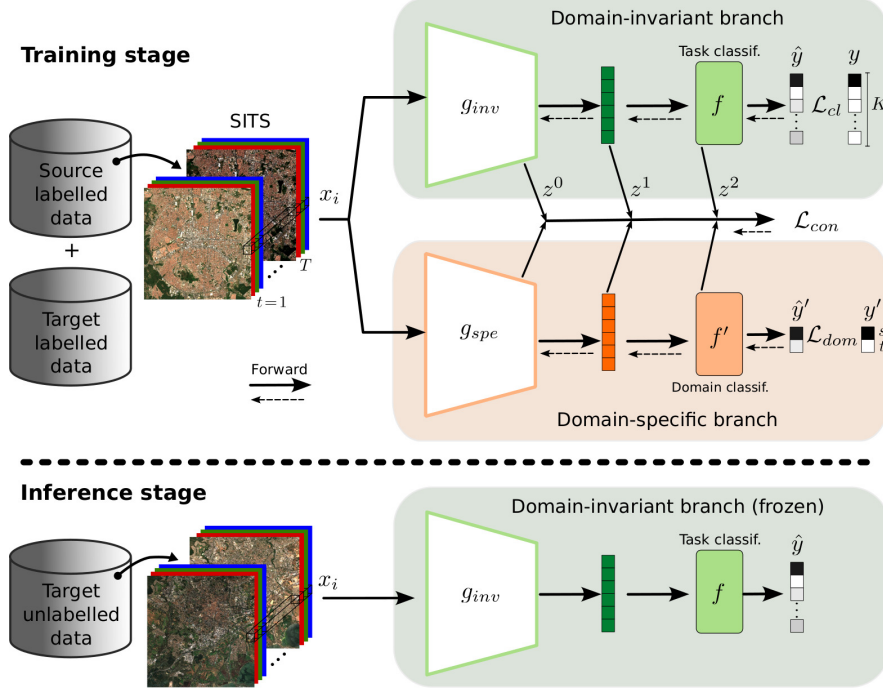 Domain-invariant branch
Training stage
Task classif.
ŷ
y
g_inv
f
ℒ_cl
K
SITS
Source
labelled
data
x_i
z^0
z^1
z^2
ℒ_con
+
T
t=1
Target
labelled
data
g_spe
f′
ŷ′
ℒ_dom
y′
s
t
Forward
Domain classif.
Domain-specific branch
Inference stage
Domain-invariant branch (frozen)
Task classif.
ŷ
Target
unlabelled
data
x_i
g_inv
f